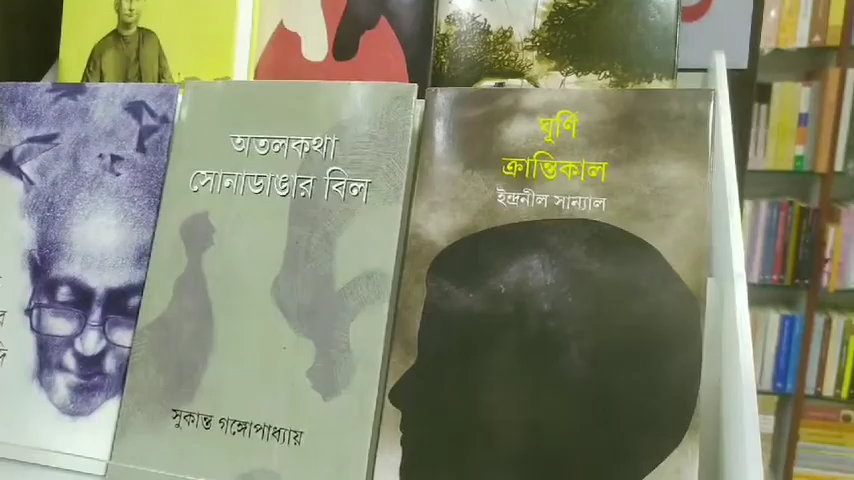 অতলকথা
সোনাডাঙার বিল
সুকান্ত গঙ্গোপাধ্যায়
ঘূর্ণি
ক্রান্তিকাল
ইন্দ্রনীল সান্যাল